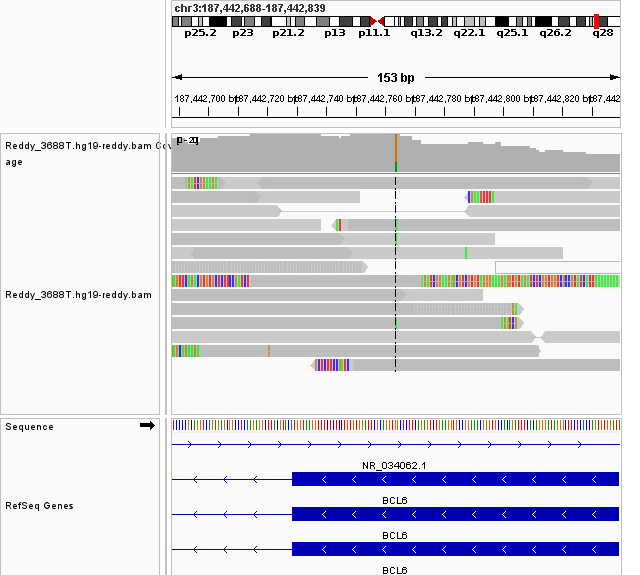 chr3:187,442,688-187,442,839
p25.2 p23 p21.2 p13 p11.1 q13.2 q22.1 q25.1 q26.2 q28
153 bp
187,442,700 bp 187,442,720 bp 187,442,740 bp 187,442,760 bp 187,442,780 bp 187,442,800 bp 187,442,820 bp 187,442
Reddy_3688T.hg19-reddy.bam Cov
age
Reddy_3688T.hg19-reddy.bam
Sequence
NR_034062.1
RefSeq Genes
BCL6
BCL6
BCL6